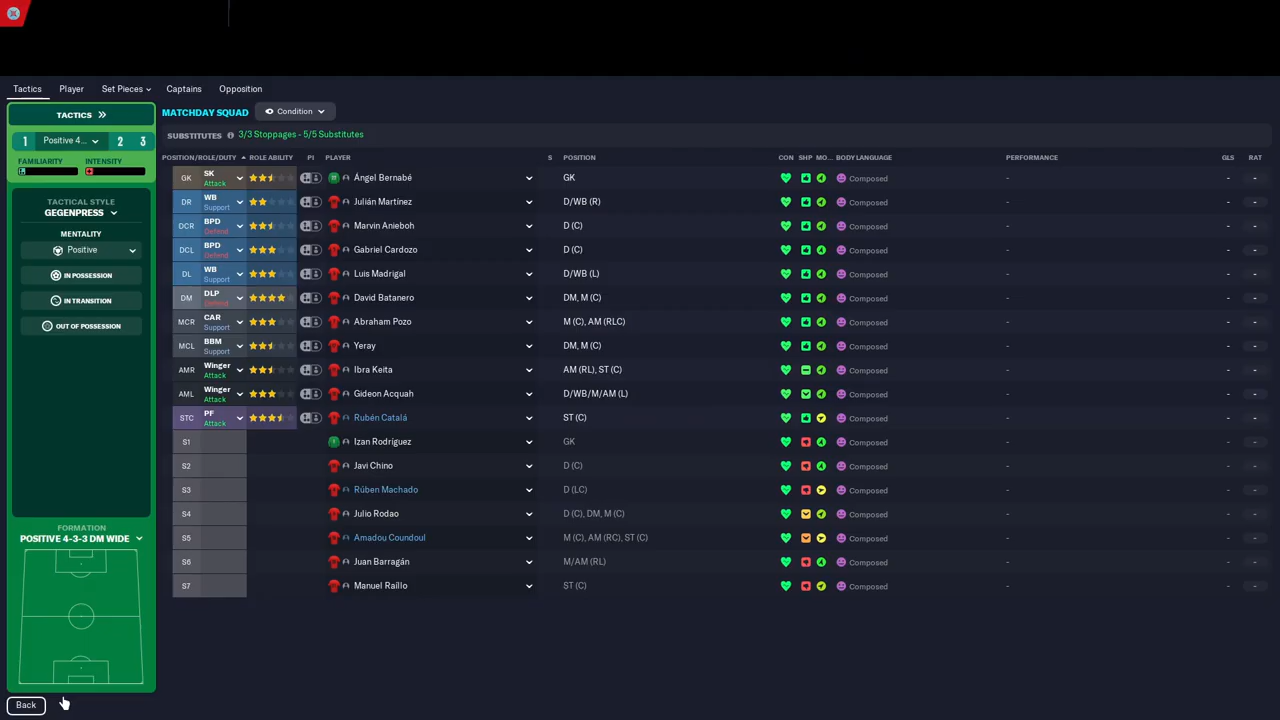 Tactics Player Set Pieces Captains Opposition
TACTICS
1 Positive 4... 2 3
FAMILIARITY INTENSITY
TACTICAL STYLE
GEGENPRESS
MENTALITY
Positive
IN POSSESSION
IN TRANSITION
OUT OF POSSESSION
FORMATION
POSITIVE 4-3-3 DM WIDE
Back
MATCHDAY SQUAD Condition
SUBSTITUTES 3/3 Stoppages - 5/5 Substitutes
POSITION/ROLE/DUTY ROLE ABILITY PI PLAYER S POSITION CON SHP MO... BODY LANGUAGE PERFORMANCE GLS RAT
GK SK Attack Ángel Bernabé GK Composed - - -
DR WB Support Julián Martínez D/WB (R) Composed - - -
DCR BPD Defend Marvin Anieboh D (C) Composed - - -
DCL BPD Defend Gabriel Cardozo D (C) Composed - - -
DL WB Support Luis Madrigal D/WB (L) Composed - - -
DM DLP Defend David Batanero DM, M (C) Composed - - -
MCR CAR Support Abraham Pozo M (C), AM (RLC) Composed - - -
MCL BBM Support Yeray DM, M (C) Composed - - -
AMR Winger Attack Ibra Keita AM (RL), ST (C) Composed - - -
AML Winger Attack Gideon Acquah D/WB/M/AM (L) Composed - - -
STC PF Attack Rubén Catalá ST (C) Composed - - -
S1 Izan Rodríguez GK Composed - - -
S2 Javi Chino D (C) Composed - - -
S3 Rúben Machado D (LC) Composed - - -
S4 Julio Rodao D (C), DM, M (C) Composed - - -
S5 Amadou Coundoul M (C), AM (RC), ST (C) Composed - - -
S6 Juan Barragán M/AM (RL) Composed - - -
S7 Manuel Raíllo ST (C) Composed - - -